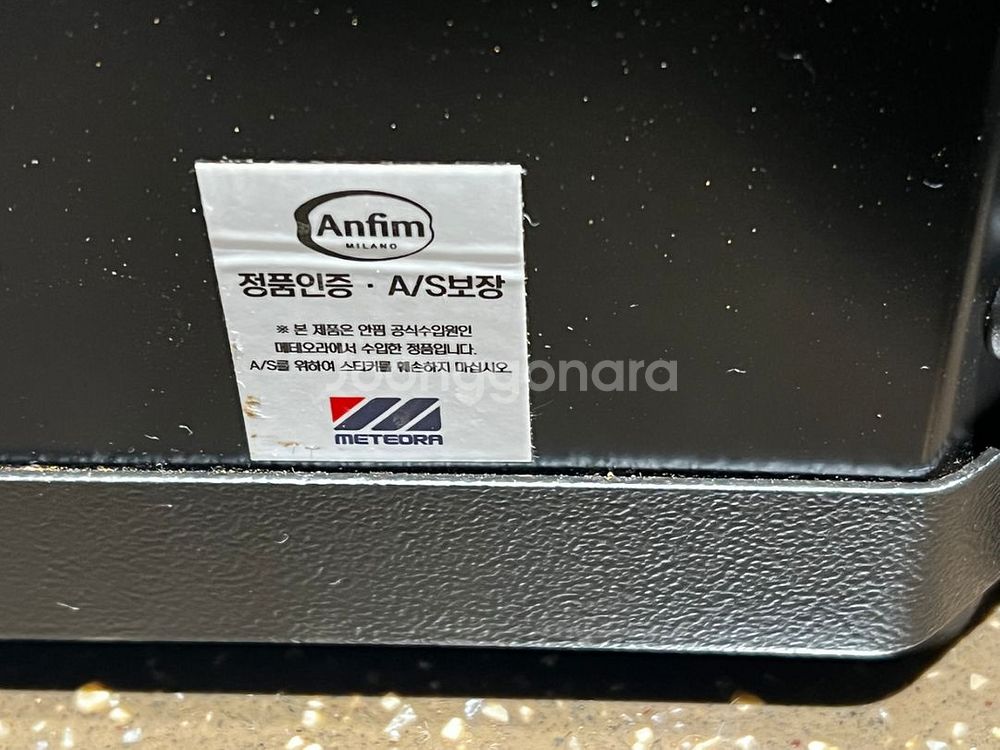 Anfim
MILANO
정품인증 · A/S보장
※ 본 제품은 안핌 공식수입원인
메테오라에서 수입한 정품입니다.
A/S를 위하여 스티커를 훼손하지 마십시오.
joonggonara
METEORA